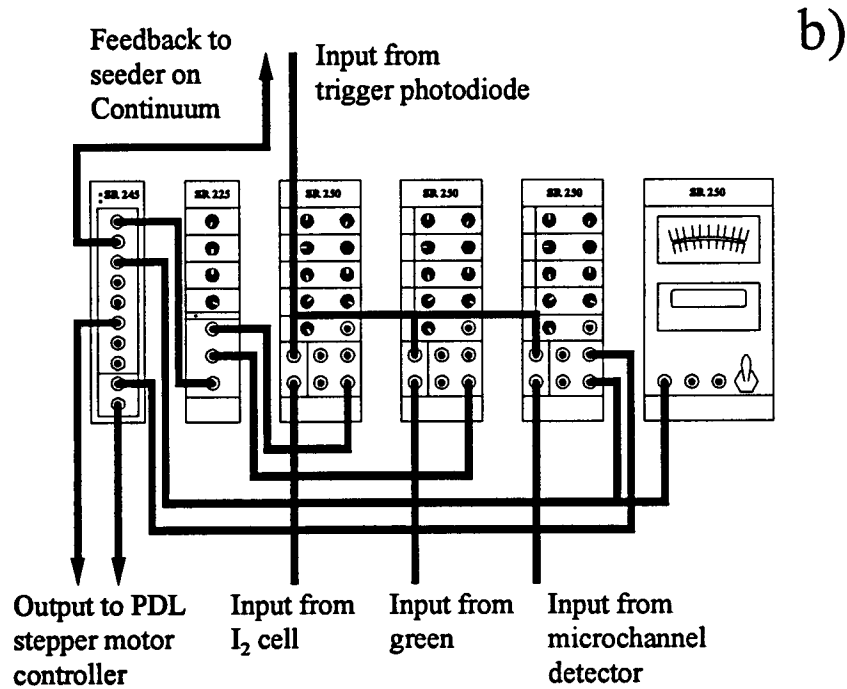 b)
Feedback to
seeder on
Continuum
Input from
trigger photodiode
SR 245
SR 225
SR 250
SR 250
SR 250
SR 250
Output to PDL
stepper motor
controller
Input from
I₂ cell
Input from
green
Input from
microchannel
detector